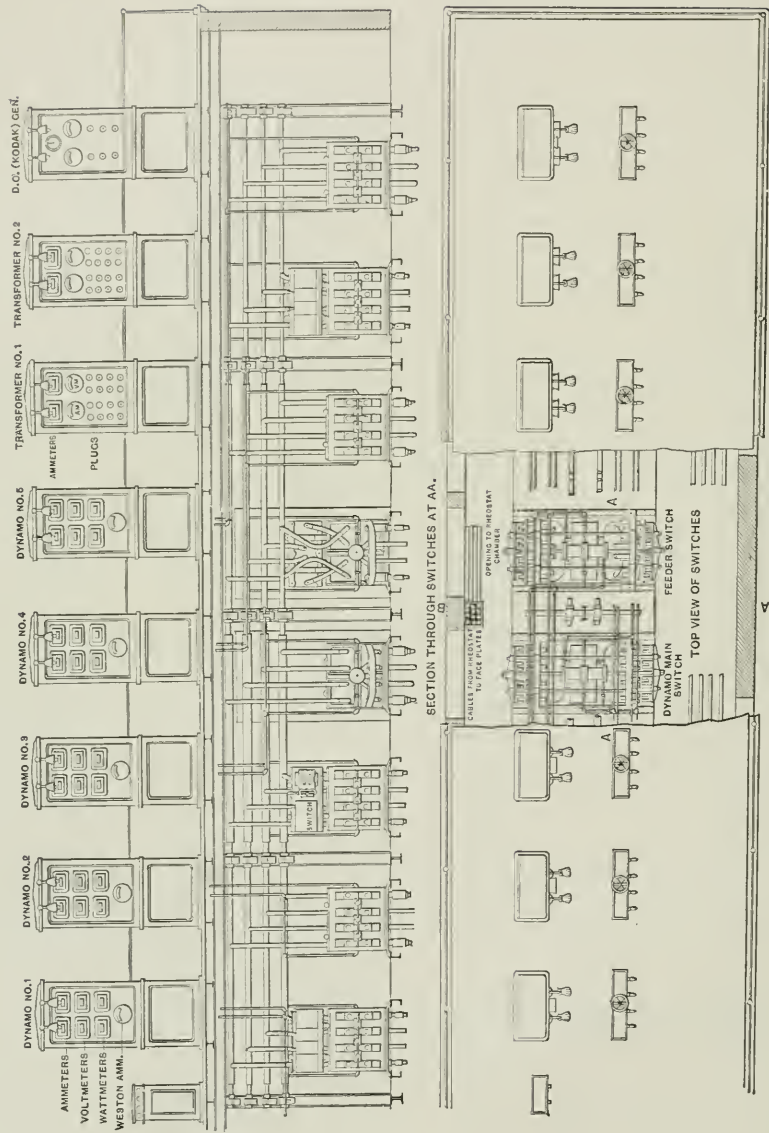 DYNAMO NO.1
DYNAMO NO.2
DYNAMO NO.3
DYNAMO NO.4
DYNAMO NO.5
TRANSFORMER NO.1
TRANSFORMER NO.2
D.C. (KODAK) GEN.
AMMETERS
VOLTMETERS
WATTMETERS
WESTON AMM.
AMMETERS
PLUGS
AM
VM
SWITCH
SECTION THROUGH SWITCHES AT AA.
B
CABLES FROM RHEOSTAT
TO FACE PLATES
OPENING TO RHEOSTAT
CHAMBER
A
A
DYNAMO MAIN
SWITCH
FEEDER SWITCH
TOP VIEW OF SWITCHES
A